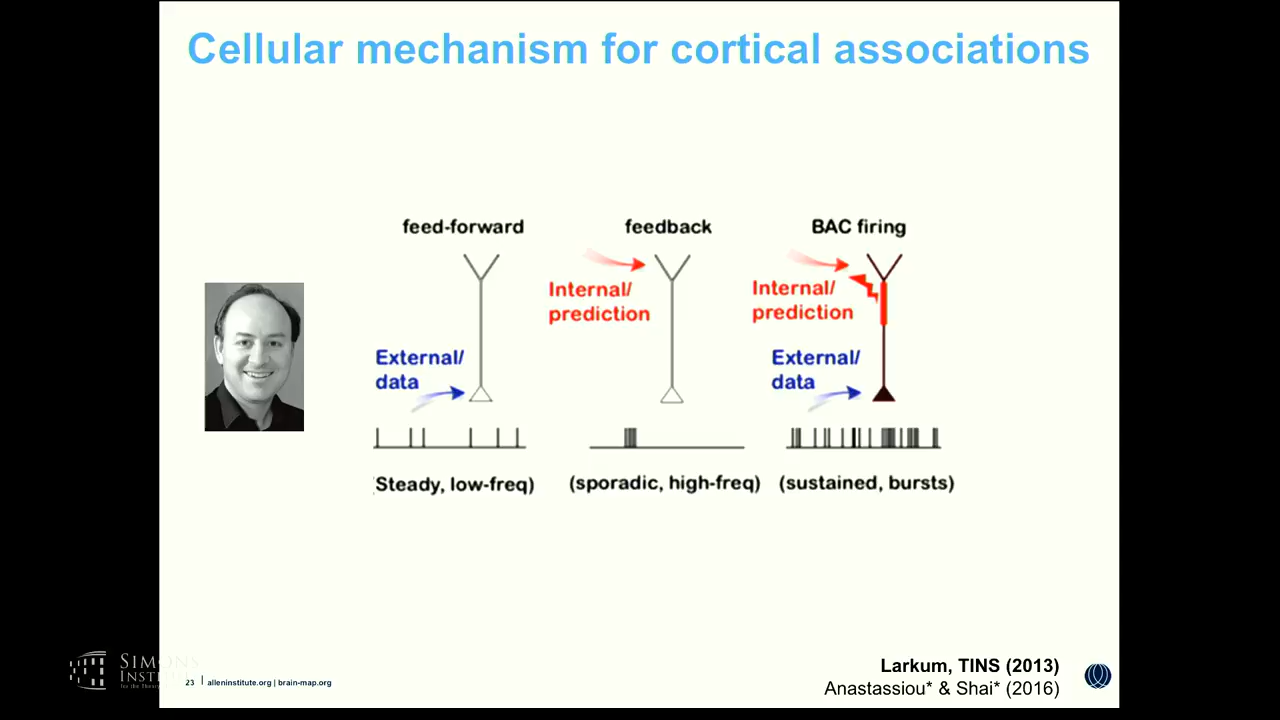 Cellular mechanism for cortical associations
feed-forward
feedback
BAC firing
Internal/
prediction
Internal/
prediction
External/
data
External/
data
(Steady, low-freq)
(sporadic, high-freq)
(sustained, bursts)
Larkum, TINS (2013)
Anastassiou* & Shai* (2016)
SIMONS
INSTITUTE
23 | alleninstitute.org | brain-map.org